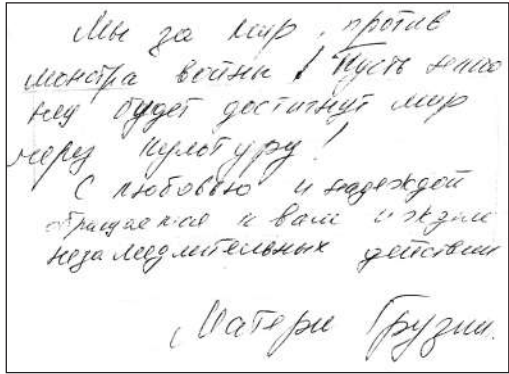 Мы за мир, против
монстра войны! Пусть
будет достигнут мир
через культуру!
С любовью и надеждой
обращаемся к вам и ждем
незамедлительных действий
Матери Грузии.